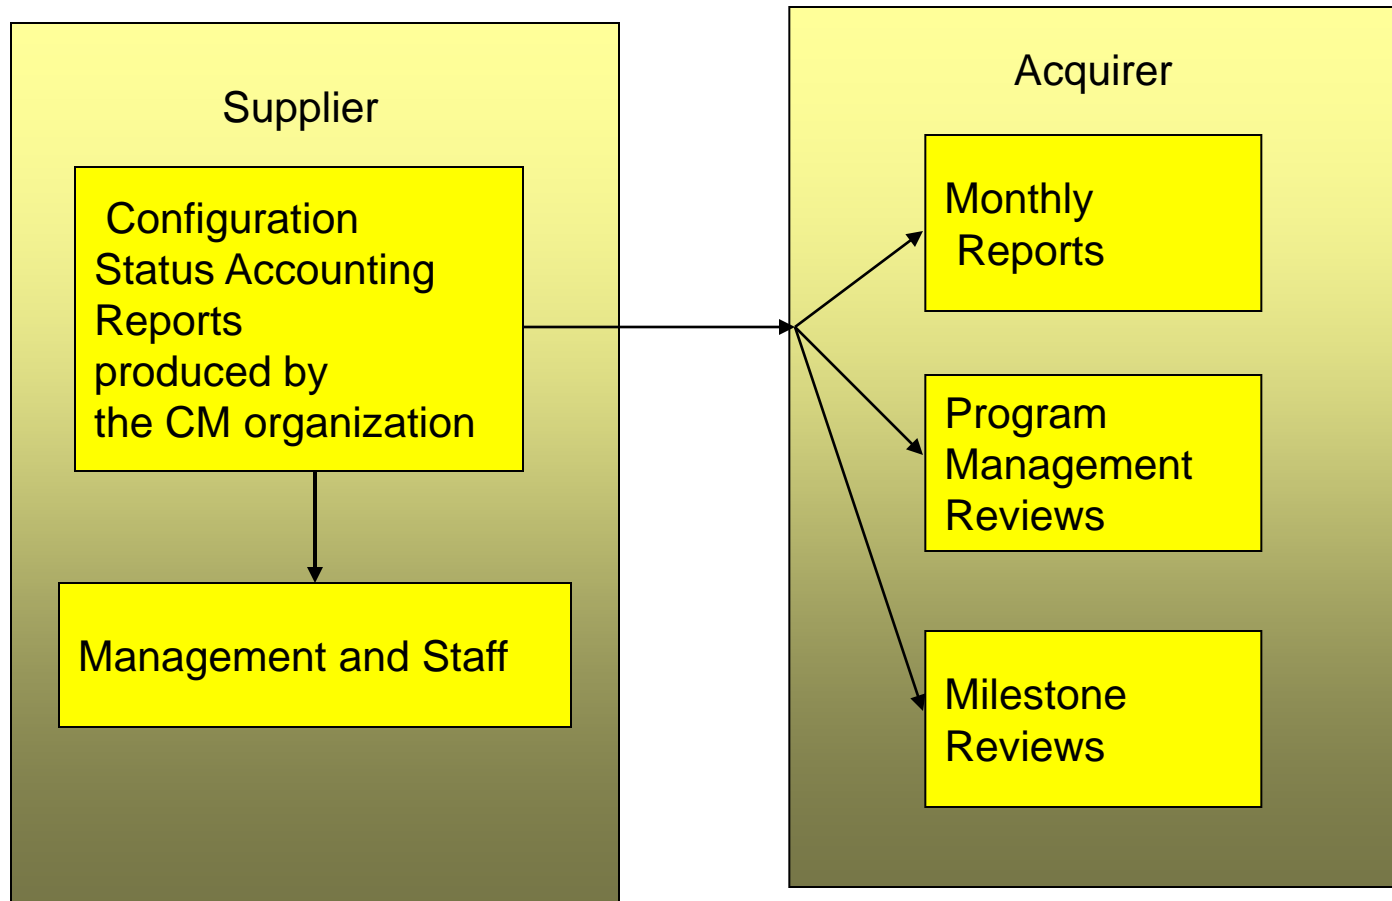 Supplier
Configuration
Status Accounting
Reports
produced by
the CM organization
Management and Staff
Acquirer
Monthly
Reports
Program
Management
Reviews
Milestone
Reviews